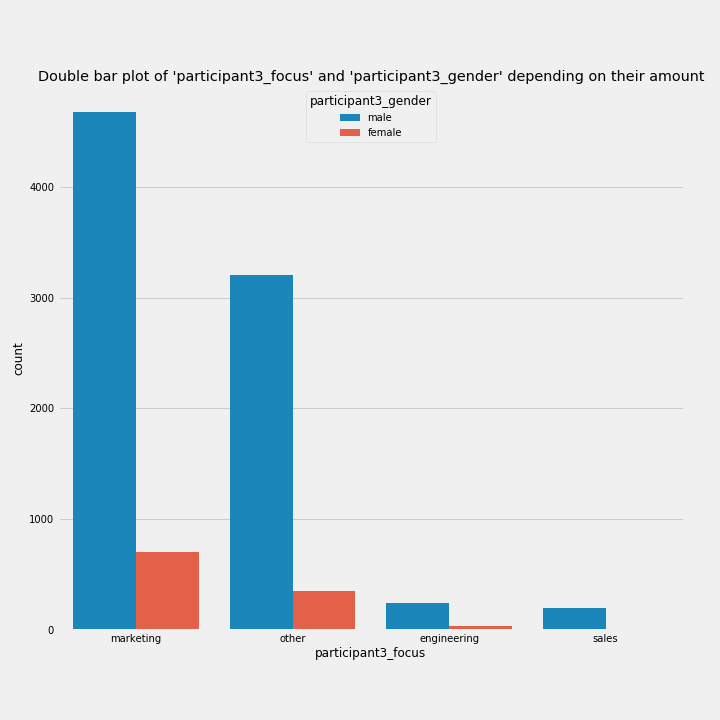 Double bar plot of 'participant3_focus' and 'participant3_gender' depending on their amount
participant3_gender
male
female
4000
3000
2000
1000
0
count
marketing other engineering sales
participant3_focus